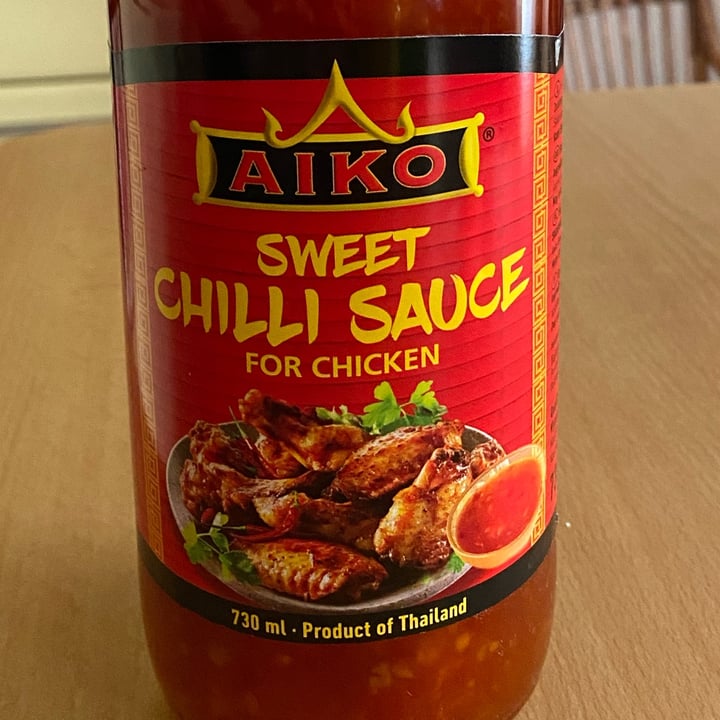 AIKO®
SWEET
CHILLI SAUCE
FOR CHICKEN
730 ml · Product of Thailand